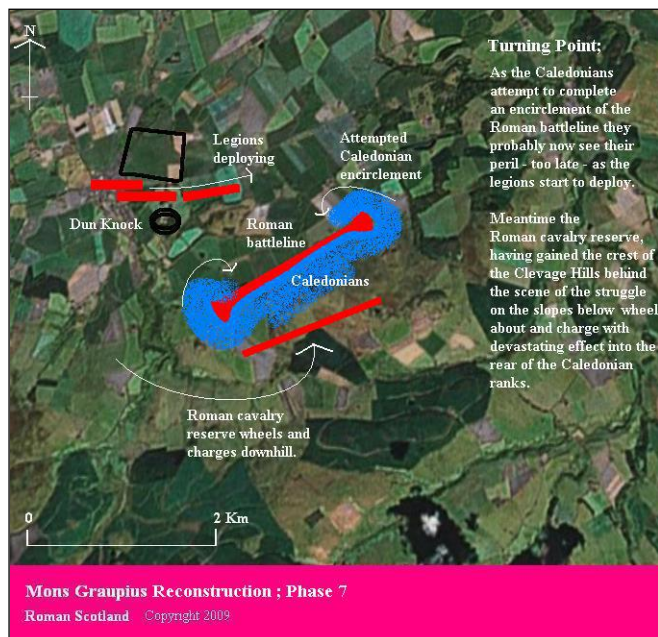 N
Turning Point;
As the Caledonians
attempt to complete
an encirclement of the
Roman battleline they
probably now see their
peril - too late - as the
legions start to deploy.
Meantime the
Roman cavalry reserve,
having gained the crest of
the Clevage Hills behind
the scene of the struggle
on the slopes below wheel
about and charge with
devastating effect into the
rear of the Caledonian
ranks.
Legions
deploying
Attempted
Caledonian
encirclement
Dun Knock
Roman
battleline
Caledonians
Roman cavalry
reserve wheels and
charges downhill.
0 2 Km
Mons Graupius Reconstruction ; Phase 7
Roman Scotland Copyright 2009